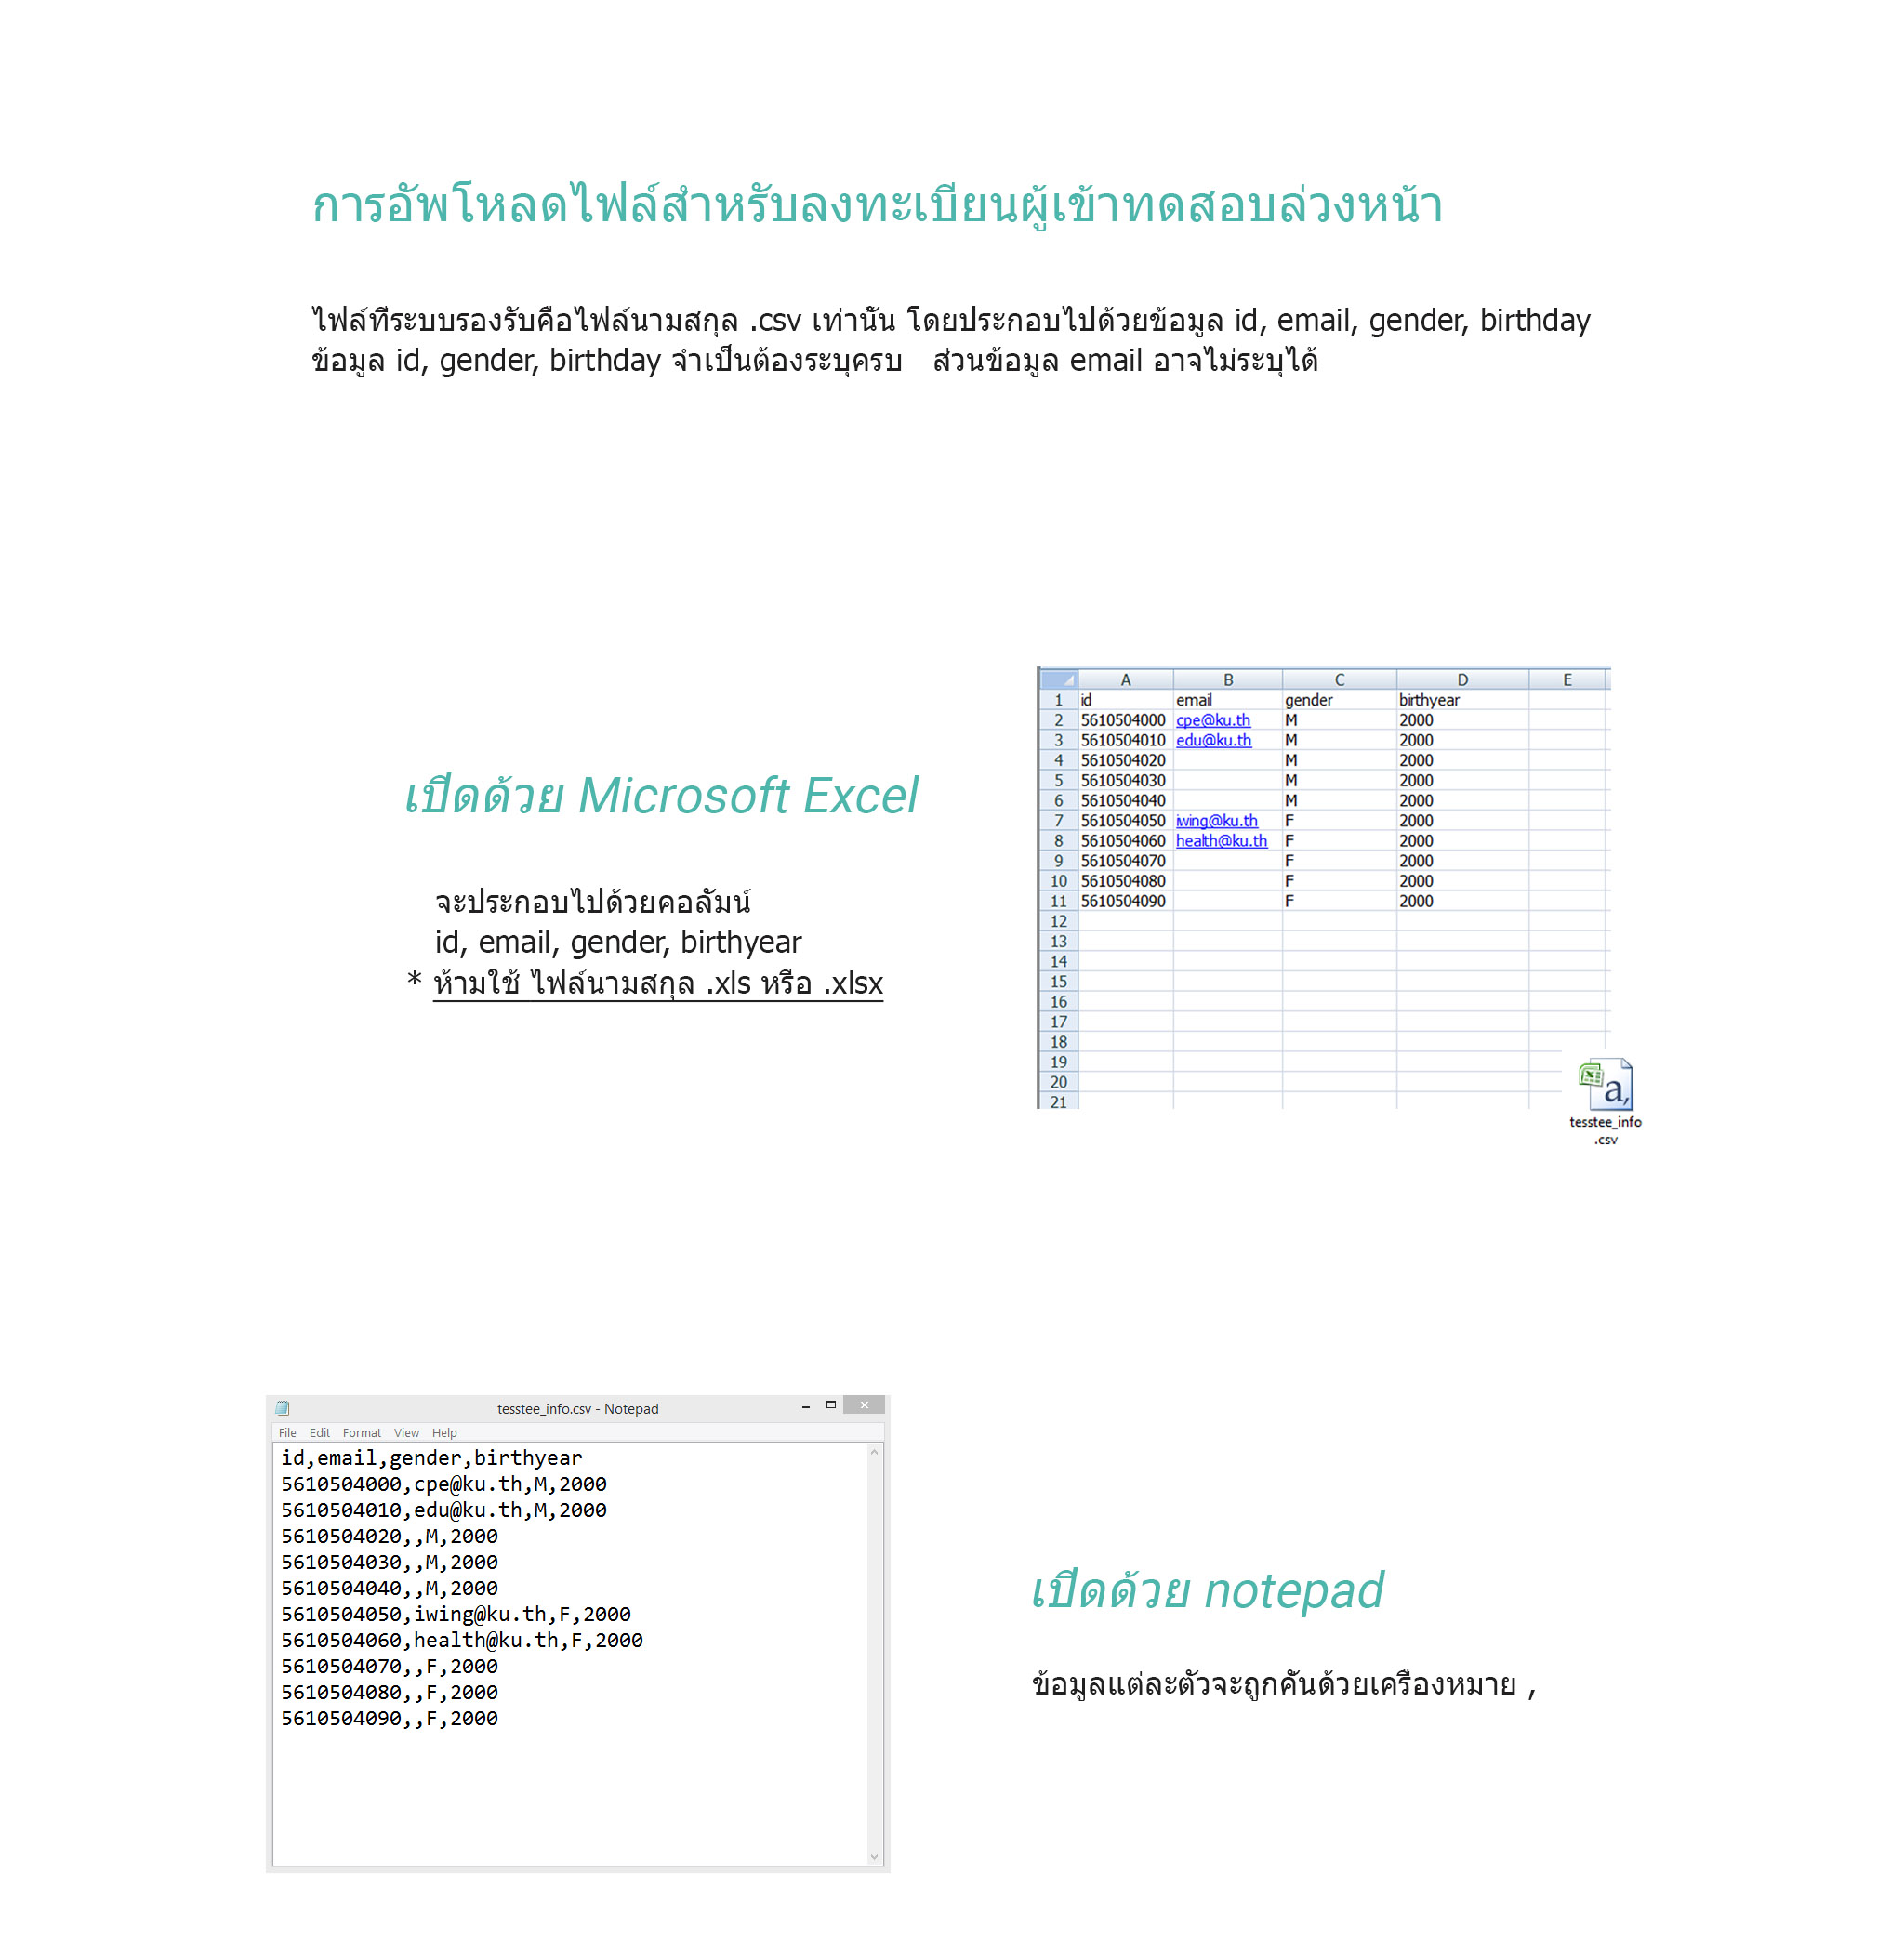 การอัพโหลดไฟล์สำหรับลงทะเบียนผู้เข้าทดสอบล่วงหน้า
ไฟล์ที่ระบบรองรับคือไฟล์นามสกุล .csv เท่านั้น โดยประกอบไปด้วยข้อมูล id, email, gender, birthday
ข้อมูล id, gender, birthday จำเป็นต้องระบุครบ ส่วนข้อมูล email อาจไม่ระบุได้
เปิดด้วย Microsoft Excel
จะประกอบไปด้วยคอลัมน์
id, email, gender, birthyear
* ห้ามใช้ ไฟล์นามสกุล .xls หรือ .xlsx
A B C D E
1 id email gender birthyear
2 5610504000 cpe@ku.th M 2000
3 5610504010 edu@ku.th M 2000
4 5610504020 M 2000
5 5610504030 M 2000
6 5610504040 M 2000
7 5610504050 iwing@ku.th F 2000
8 5610504060 health@ku.th F 2000
9 5610504070 F 2000
10 5610504080 F 2000
11 5610504090 F 2000
12
13
14
15
16
17
18
19
20
21
a,
tesstee_info
.csv
tesstee_info.csv - Notepad
File Edit Format View Help
id,email,gender,birthyear
5610504000,cpe@ku.th,M,2000
5610504010,edu@ku.th,M,2000
5610504020,,M,2000
5610504030,,M,2000
5610504040,,M,2000
5610504050,iwing@ku.th,F,2000
5610504060,health@ku.th,F,2000
5610504070,,F,2000
5610504080,,F,2000
5610504090,,F,2000
เปิดด้วย notepad
ข้อมูลแต่ละตัวจะถูกคั่นด้วยเครื่องหมาย ,